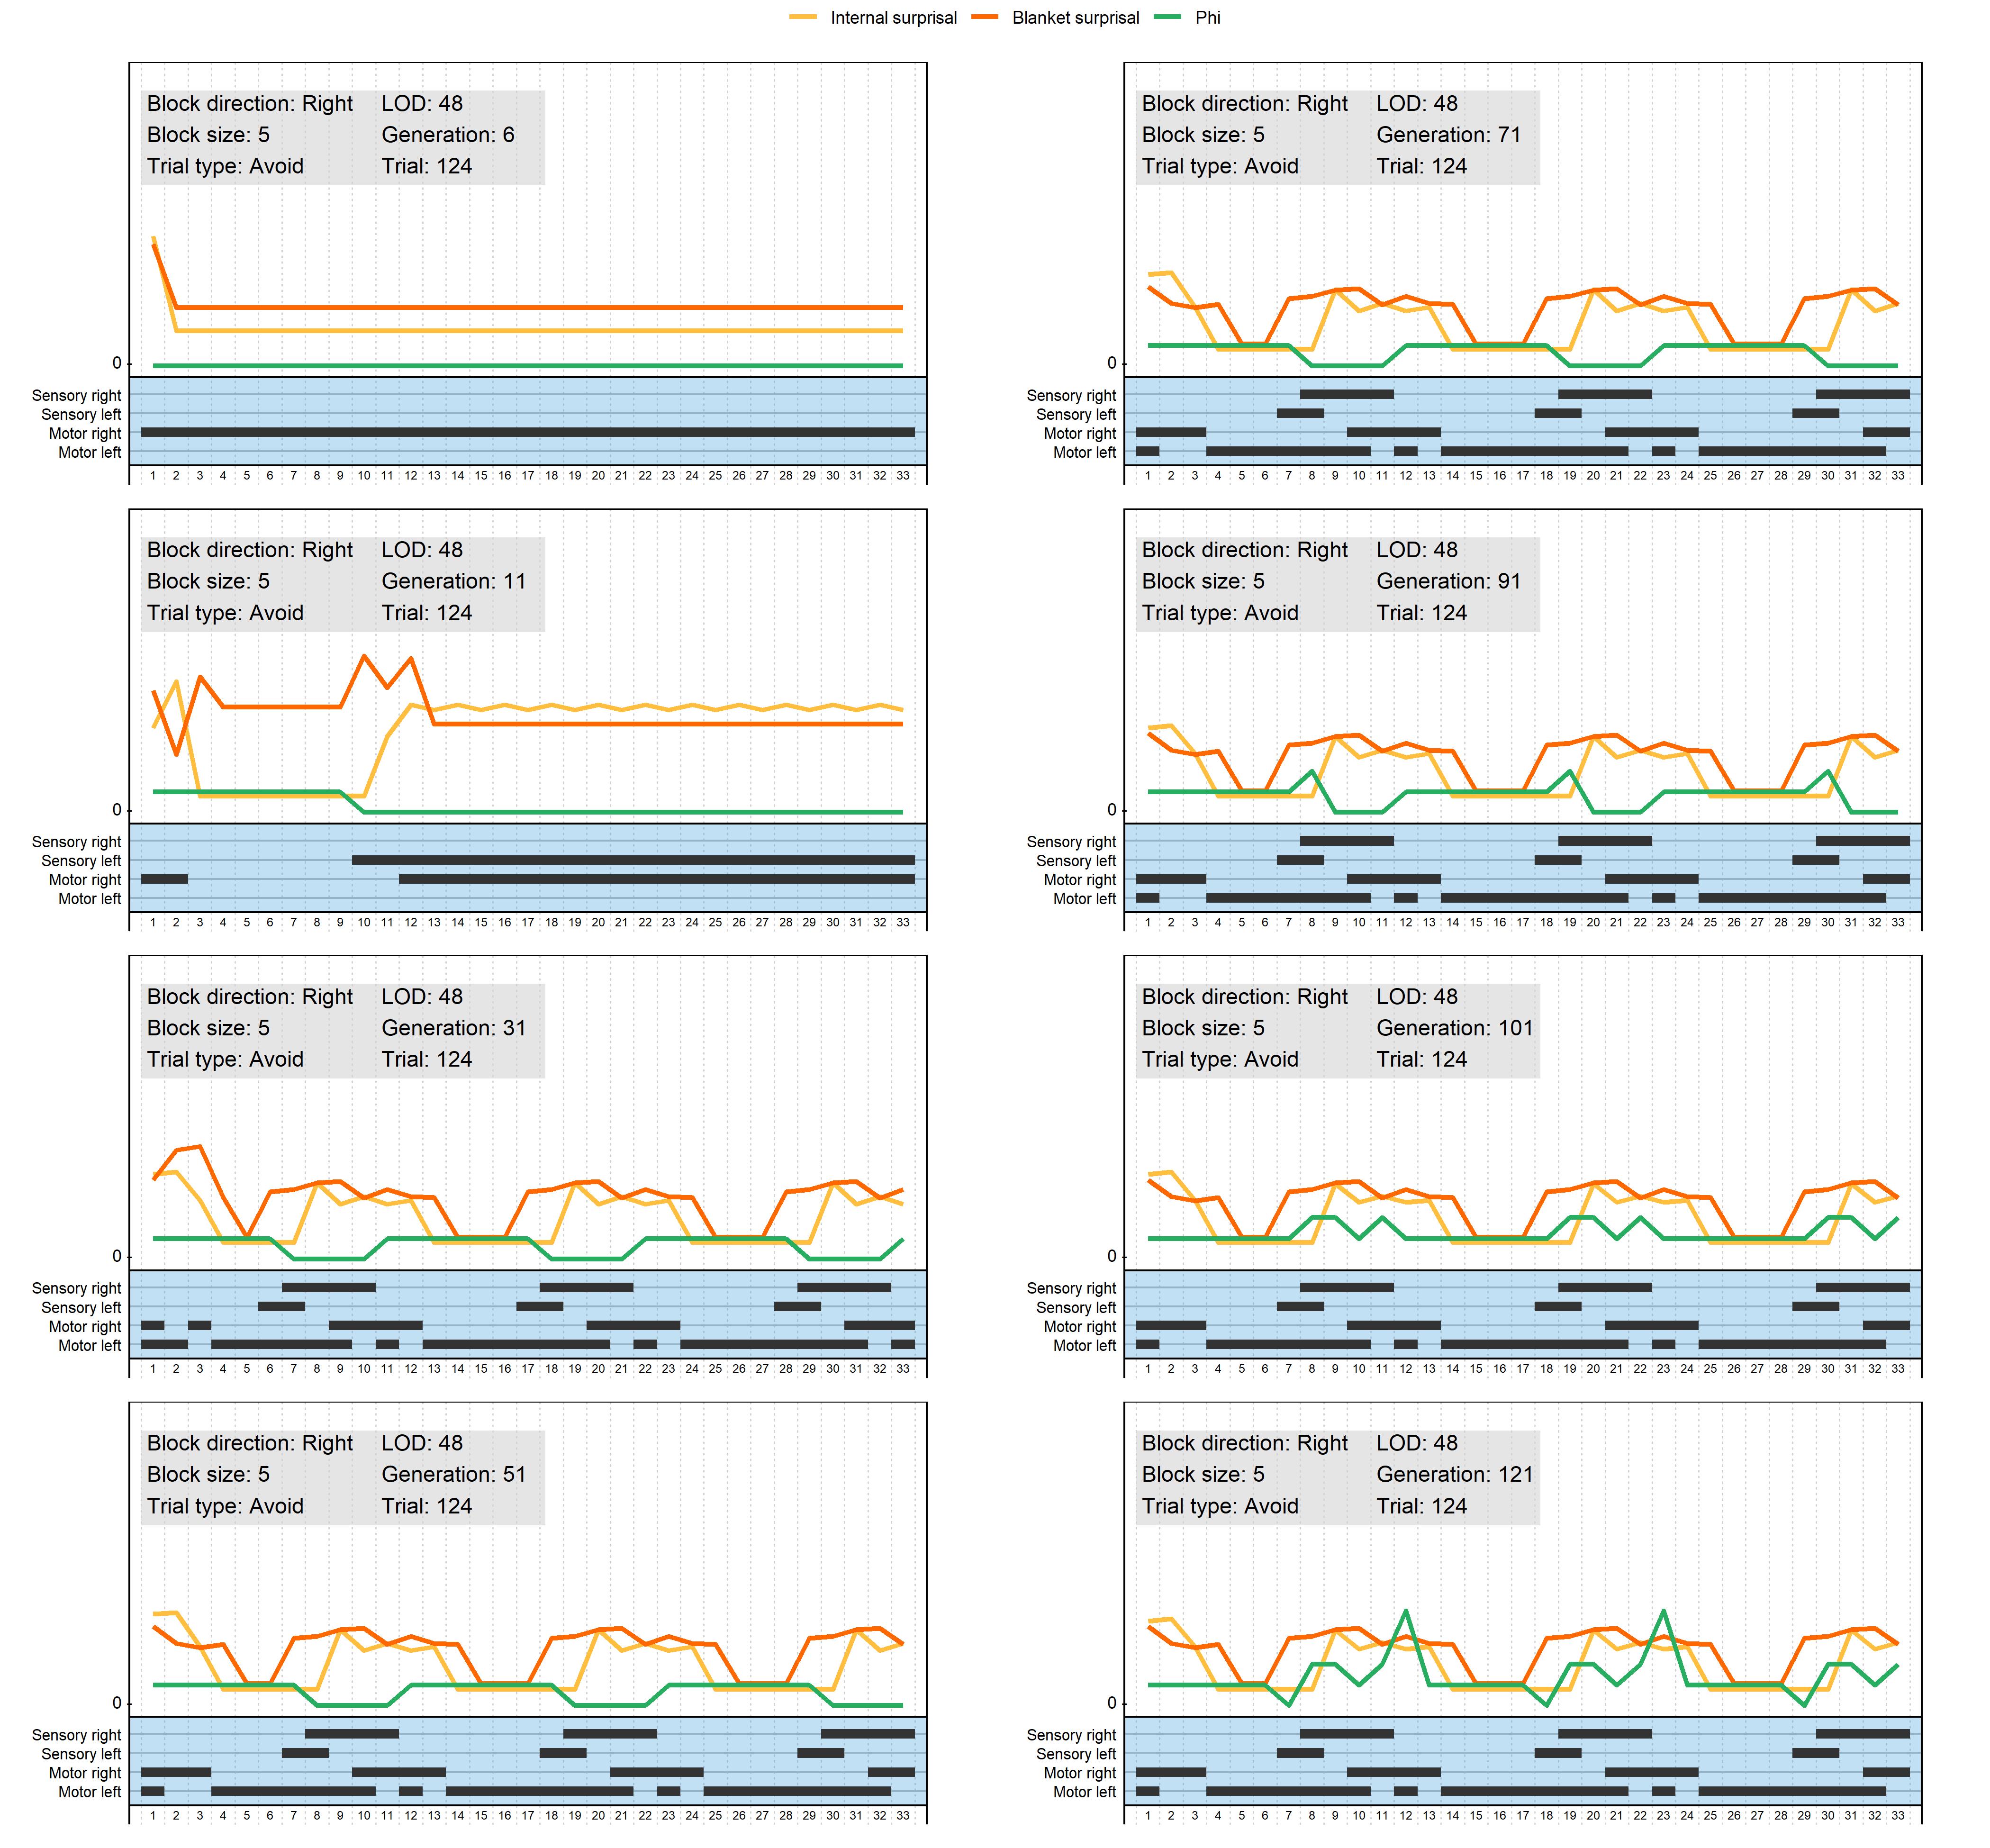 Internal surprisal Blanket surprisal Phi
Block direction: Right LOD: 48
Block size: 5 Generation: 6
Trial type: Avoid Trial: 124
0
Sensory right
Sensory left
Motor right
Motor left
1 2 3 4 5 6 7 8 9 10 11 12 13 14 15 16 17 18 19 20 21 22 23 24 25 26 27 28 29 30 31 32 33
Block direction: Right LOD: 48
Block size: 5 Generation: 71
Trial type: Avoid Trial: 124
0
Sensory right
Sensory left
Motor right
Motor left
1 2 3 4 5 6 7 8 9 10 11 12 13 14 15 16 17 18 19 20 21 22 23 24 25 26 27 28 29 30 31 32 33
Block direction: Right LOD: 48
Block size: 5 Generation: 11
Trial type: Avoid Trial: 124
0
Sensory right
Sensory left
Motor right
Motor left
1 2 3 4 5 6 7 8 9 10 11 12 13 14 15 16 17 18 19 20 21 22 23 24 25 26 27 28 29 30 31 32 33
Block direction: Right LOD: 48
Block size: 5 Generation: 91
Trial type: Avoid Trial: 124
0
Sensory right
Sensory left
Motor right
Motor left
1 2 3 4 5 6 7 8 9 10 11 12 13 14 15 16 17 18 19 20 21 22 23 24 25 26 27 28 29 30 31 32 33
Block direction: Right LOD: 48
Block size: 5 Generation: 31
Trial type: Avoid Trial: 124
0
Sensory right
Sensory left
Motor right
Motor left
1 2 3 4 5 6 7 8 9 10 11 12 13 14 15 16 17 18 19 20 21 22 23 24 25 26 27 28 29 30 31 32 33
Block direction: Right LOD: 48
Block size: 5 Generation: 101
Trial type: Avoid Trial: 124
0
Sensory right
Sensory left
Motor right
Motor left
1 2 3 4 5 6 7 8 9 10 11 12 13 14 15 16 17 18 19 20 21 22 23 24 25 26 27 28 29 30 31 32 33
Block direction: Right LOD: 48
Block size: 5 Generation: 51
Trial type: Avoid Trial: 124
0
Sensory right
Sensory left
Motor right
Motor left
1 2 3 4 5 6 7 8 9 10 11 12 13 14 15 16 17 18 19 20 21 22 23 24 25 26 27 28 29 30 31 32 33
Block direction: Right LOD: 48
Block size: 5 Generation: 121
Trial type: Avoid Trial: 124
0
Sensory right
Sensory left
Motor right
Motor left
1 2 3 4 5 6 7 8 9 10 11 12 13 14 15 16 17 18 19 20 21 22 23 24 25 26 27 28 29 30 31 32 33